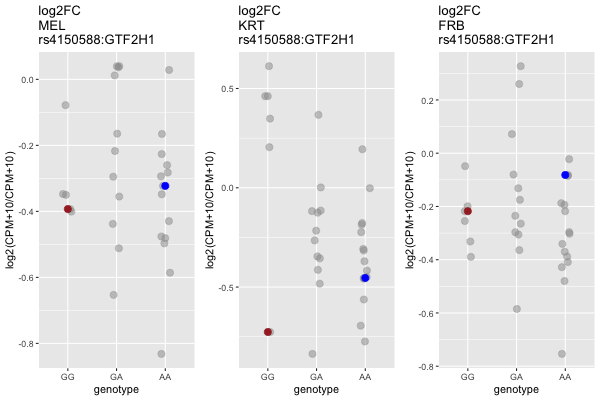 log2FC
MEL
rs4150588:GTF2H1
log2(CPM+10/CPM+10)
0.0
-0.2
-0.4
-0.6
-0.8
GG GA AA
genotype
log2FC
KRT
rs4150588:GTF2H1
log2(CPM+10/CPM+10)
0.5
0.0
-0.5
GG GA AA
genotype
log2FC
FRB
rs4150588:GTF2H1
log2(CPM+10/CPM+10)
0.2
0.0
-0.2
-0.4
-0.6
-0.8
GG GA AA
genotype